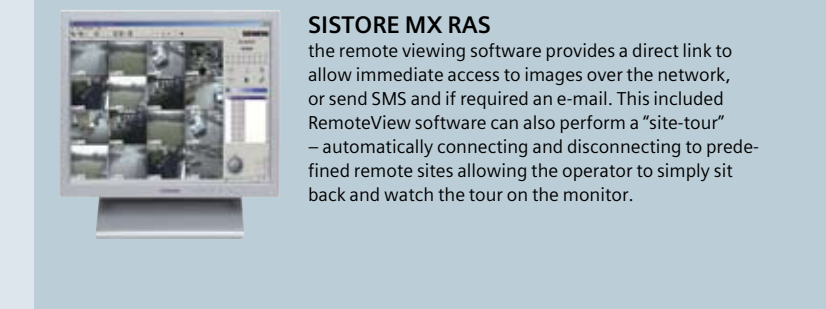 SISTORE MX RAS
the remote viewing software provides a direct link to
allow immediate access to images over the network,
or send SMS and if required an e-mail. This included
RemoteView software can also perform a “site-tour”
– automatically connecting and disconnecting to prede-
fined remote sites allowing the operator to simply sit
back and watch the tour on the monitor.